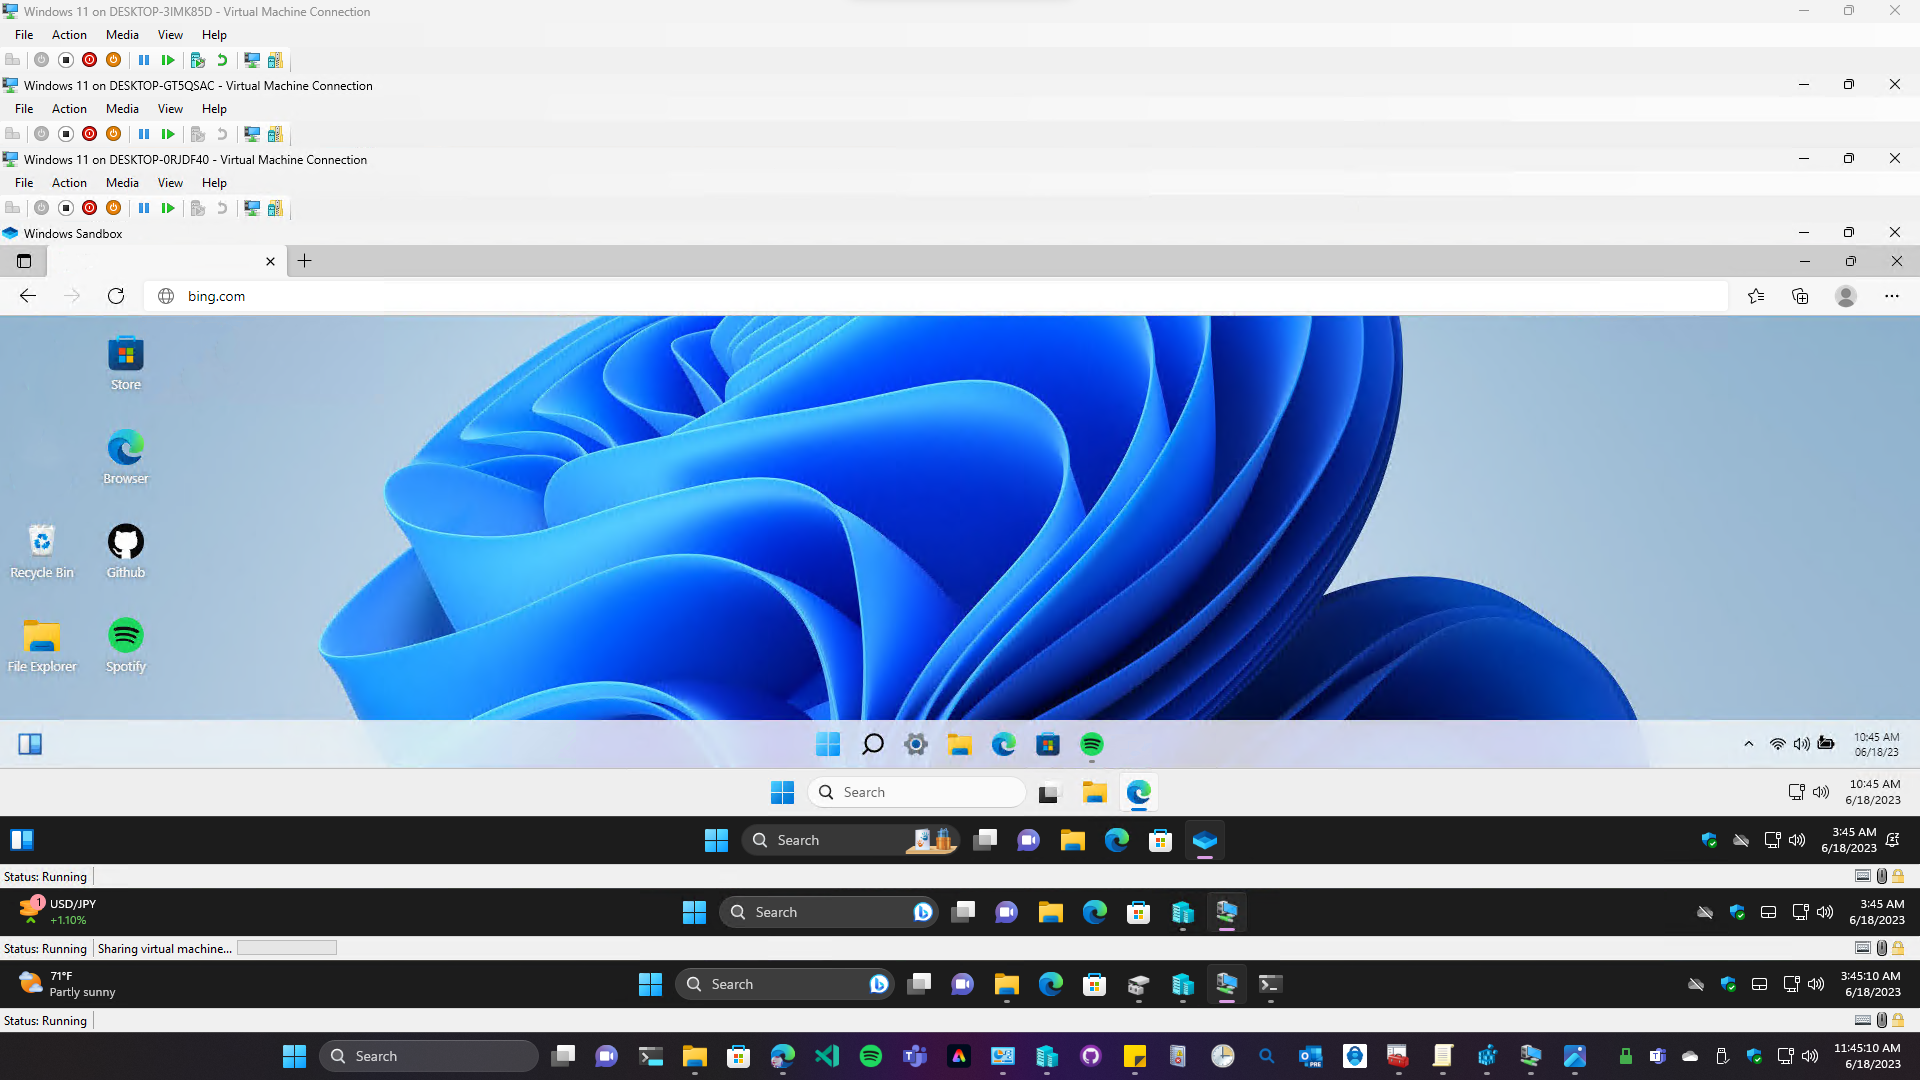 Windows 11 on DESKTOP-3IMK85D - Virtual Machine Connection
File Action Media View Help
Windows 11 on DESKTOP-GT5QSAC - Virtual Machine Connection
File Action Media View Help
Windows 11 on DESKTOP-0RJDF40 - Virtual Machine Connection
File Action Media View Help
Windows Sandbox
bing.com
Store
Browser
Recycle Bin Github
File Explorer Spotify
10:45 AM
06/18/23
Search
10:45 AM
6/18/2023
Search
3:45 AM
6/18/2023
Status: Running
1
USD/JPY
+1.10%
Search
3:45 AM
6/18/2023
Status: Running Sharing virtual machine...
71°F
Partly sunny
Search
3:45:10 AM
6/18/2023
Status: Running
Search
PRE
11:45:10 AM
6/18/2023